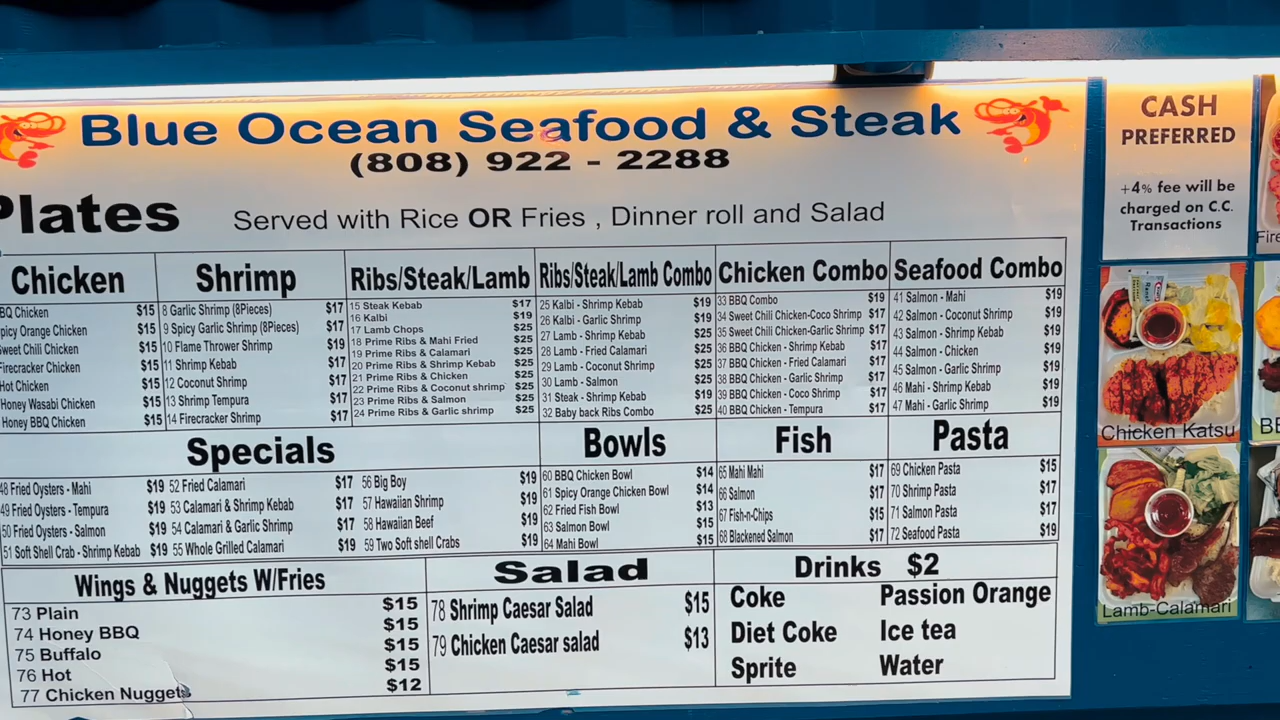 Blue Ocean Seafood & Steak
(808) 922 - 2288
Plates Served with Rice OR Fries , Dinner roll and Salad
Chicken
BQ Chicken $15
picy Orange Chicken $15
Sweet Chili Chicken $15
Firecracker Chicken $15
Hot Chicken $15
Honey Wasabi Chicken $15
Honey BBQ Chicken $15
Shrimp
8 Garlic Shrimp (8Pieces) $17
9 Spicy Garlic Shrimp (8Pieces) $17
10 Flame Thrower Shrimp $19
11 Shrimp Kebab $17
12 Coconut Shrimp $17
13 Shrimp Tempura $17
14 Firecracker Shrimp $17
Ribs/Steak/Lamb
15 Steak Kebab $17
16 Kalbi $19
17 Lamb Chops $25
18 Prime Ribs & Mahi Fried $25
19 Prime Ribs & Calamari $25
20 Prime Ribs & Shrimp Kebab $25
21 Prime Ribs & Chicken $25
22 Prime Ribs & Coconut shrimp $25
23 Prime Ribs & Salmon $25
24 Prime Ribs & Garlic shrimp $25
Ribs/Steak/Lamb Combo
25 Kalbi - Shrimp Kebab $19
26 Kalbi - Garlic Shrimp $19
27 Lamb - Shrimp Kebab $25
28 Lamb - Fried Calamari $25
29 Lamb - Coconut Shrimp $25
30 Lamb - Salmon $25
31 Steak - Shrimp Kebab $19
32 Baby back Ribs Combo $25
Chicken Combo
33 BBQ Combo $19
34 Sweet Chili Chicken-Coco Shrimp $17
35 Sweet Chili Chicken-Garlic Shrimp $17
36 BBQ Chicken - Shrimp Kebab $17
37 BBQ Chicken - Fried Calamari $17
38 BBQ Chicken - Garlic Shrimp $17
39 BBQ Chicken - Coco Shrimp $17
40 BBQ Chicken - Tempura $17
Seafood Combo
41 Salmon - Mahi $19
42 Salmon - Coconut Shrimp $19
43 Salmon - Shrimp Kebab $19
44 Salmon - Chicken $19
45 Salmon - Garlic Shrimp $19
46 Mahi - Shrimp Kebab $19
47 Mahi - Garlic Shrimp $19
Specials
48 Fried Oysters - Mahi $19
49 Fried Oysters - Tempura $19
50 Fried Oysters - Salmon $19
51 Soft Shell Crab - Shrimp Kebab $19
52 Fried Calamari $17
53 Calamari & Shrimp Kebab $17
54 Calamari & Garlic Shrimp $17
55 Whole Grilled Calamari $19
56 Big Boy $19
57 Hawaiian Shrimp $19
58 Hawaiian Beef $19
59 Two Soft shell Crabs $19
Bowls
60 BBQ Chicken Bowl $14
61 Spicy Orange Chicken Bowl $14
62 Fried Fish Bowl $13
63 Salmon Bowl $15
64 Mahi Bowl $15
Fish
65 Mahi Mahi $17
66 Salmon $17
67 Fish-n-Chips $15
68 Blackened Salmon $17
Pasta
69 Chicken Pasta $15
70 Shrimp Pasta $17
71 Salmon Pasta $17
72 Seafood Pasta $19
Wings & Nuggets W/Fries
73 Plain $15
74 Honey BBQ $15
75 Buffalo $15
76 Hot $15
77 Chicken Nuggets $12
Salad
78 Shrimp Caesar Salad $15
79 Chicken Caesar salad $13
Drinks $2
Coke
Diet Coke
Sprite
Passion Orange
Ice tea
Water
CASH
PREFERRED
+4% fee will be
charged on C.C.
Transactions
Fire
Chicken Katsu
BB
Lamb-Calamari